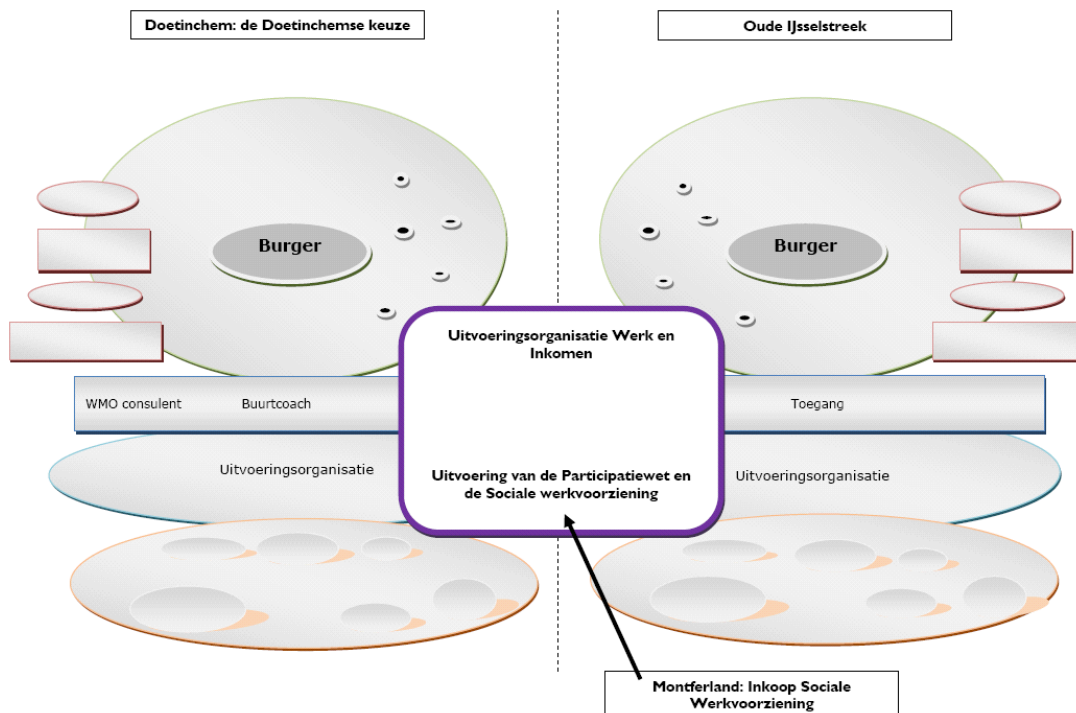 Doetinchem: de Doetinchemse keuze
Oude IJsselstreek
Burger
Burger
Uitvoeringsorganisatie Werk en
Inkomen
WMO consulent
Buurtcoach
Toegang
Uitvoeringsorganisatie
Uitvoering van de Participatiewet en
de Sociale werkvoorziening
Uitvoeringsorganisatie
Montferland: Inkoop Sociale
Werkvoorziening